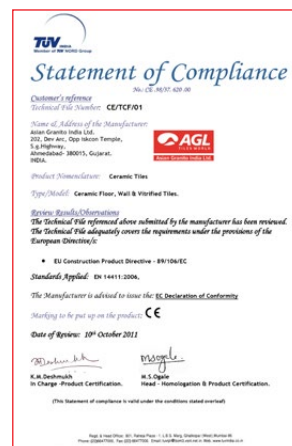 TÜV INDIA
Member of TÜV NORD Group
Statement of Compliance
Customer's reference
Technical File Number: CE/TCF/01
Name & Address of the Manufacturer:
Asian Granito India Ltd.
202, Dev Arc, Opp Iskcon Temple,
S.g.Highway,
Ahmedabad- 380015, Gujarat.
INDIA.
AGL
TILES WORLD
Asian Granito India Ltd.
Product Nomenclature: Ceramic Tiles
Type/Model: Ceramic Floor, Wall & Vitrified Tiles.
Review Results/Observations
The Technical File referenced above submitted by the manufacturer has been reviewed.
The Technical File adequately covers the requirements under the provisions of the
European Directive/s:
• EU Construction Product Directive - 89/106/EC
Standards Applied: EN 14411:2006,
The Manufacturer is advised to issue the: EC Declaration of Conformity
Marking to be put up on the product: CE
Date of Review: 10th October 2011
K.M.Deshmukh
In Charge -Product Certification.
M.S.Ogale
Head - Homologation & Product Certification.
(This Statement of compliance is valid under the conditions stated overleaf)